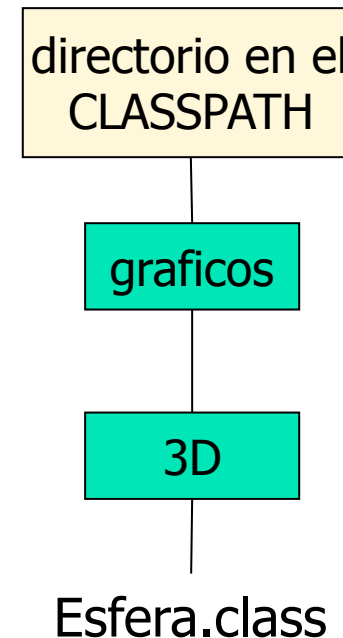 directorio en el
CLASSPATH
graficos
3D
Esfera.class